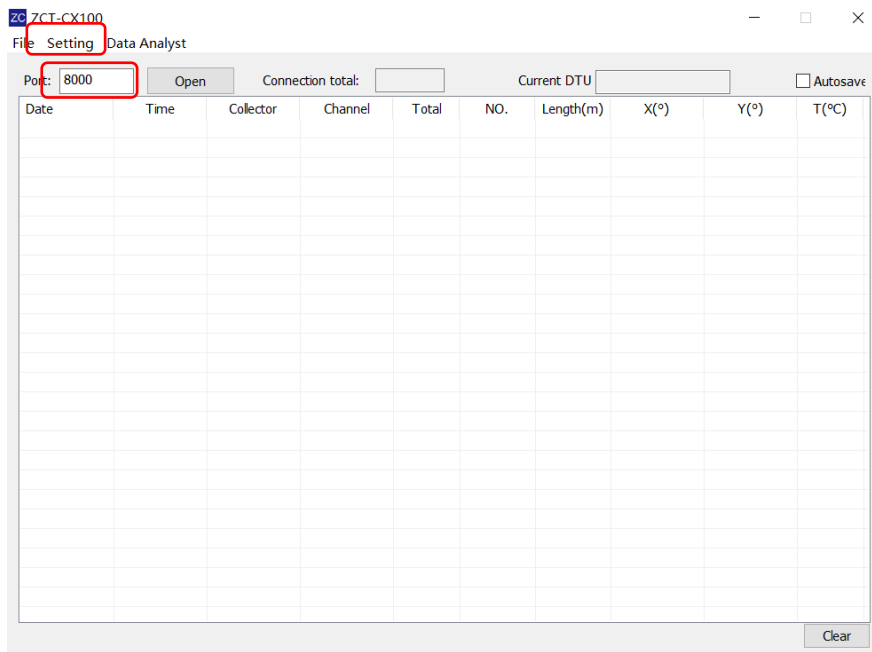 ZC ZCT-CX100
File Setting Data Analyst
Port: 8000 Open Connection total: Current DTU Autosave
Date Time Collector Channel Total NO. Length(m) X(°) Y(°) T(℃)
Clear